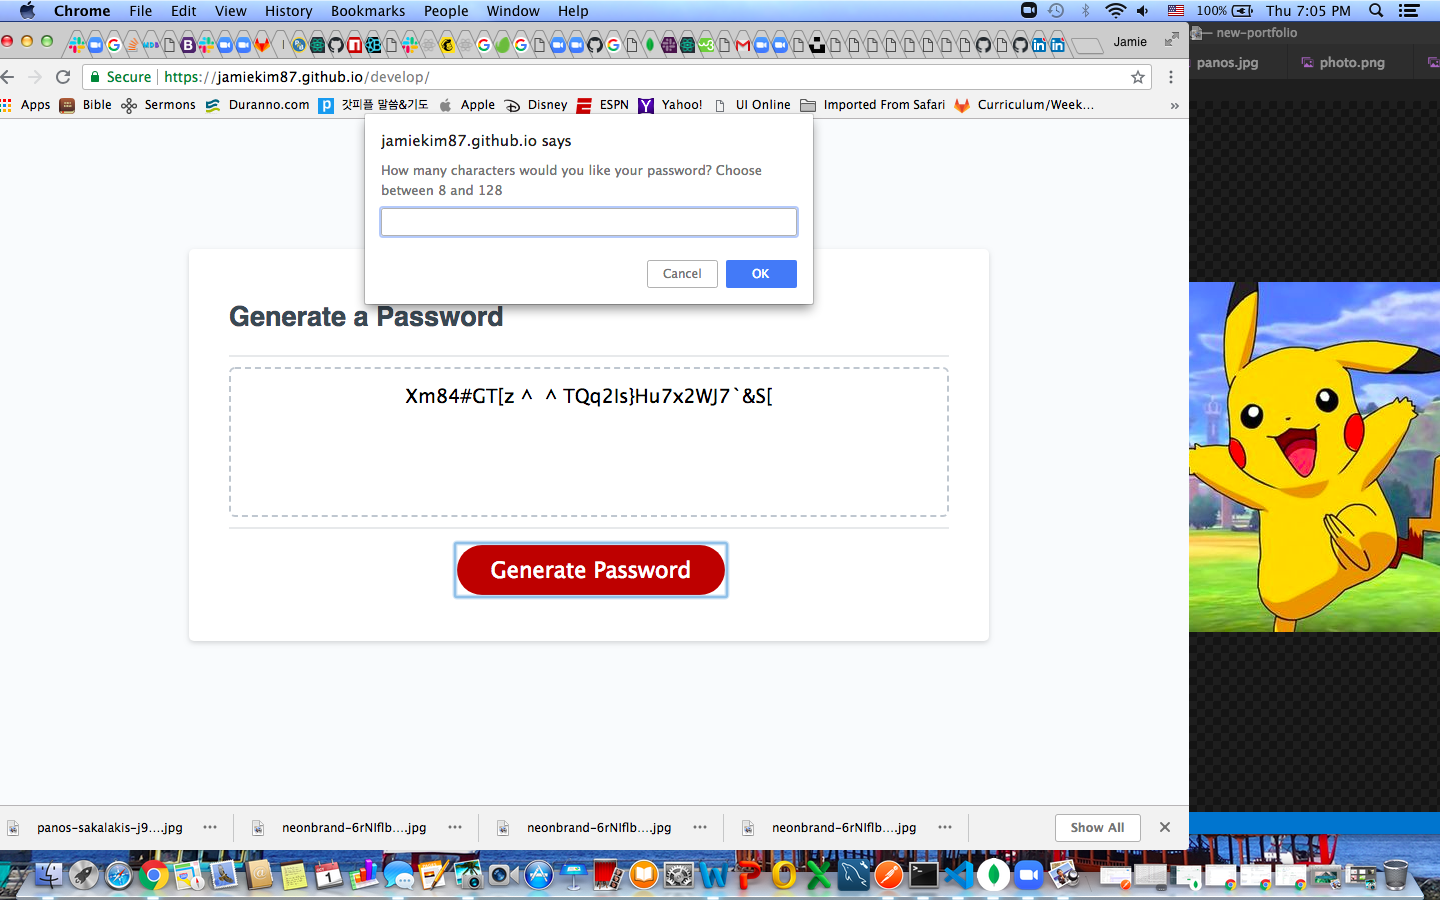 Chrome File Edit View History Bookmarks People Window Help 100% Thu 7:05 PM
Jamie
new-portfolio
Secure https://jamiekim87.github.io/develop/
panos.jpg photo.png
Apps Bible Sermons Duranno.com 갓피플 말씀&기도 Apple Disney ESPN Yahoo! UI Online Imported From Safari Curriculum/Week... »
jamiekim87.github.io says
How many characters would you like your password? Choose
between 8 and 128
Cancel OK
Generate a Password
Xm84#GT[z ^ ^ TQq2Is}Hu7x2WJ7`&S[
Generate Password
panos-sakalakis-j9....jpg neonbrand-6rNIflb....jpg neonbrand-6rNIflb....jpg neonbrand-6rNIflb....jpg Show All